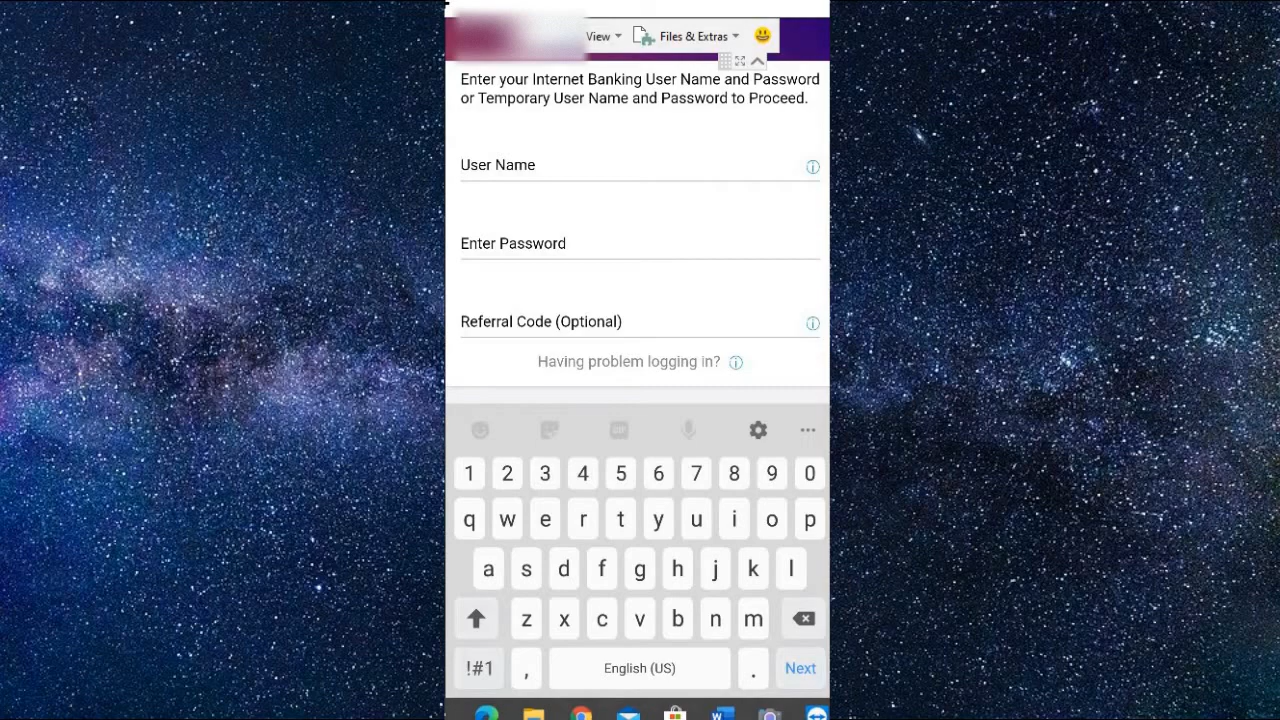 View Files & Extras
Enter your Internet Banking User Name and Password
or Temporary User Name and Password to Proceed.
User Name
Enter Password
Referral Code (Optional)
Having problem logging in?
GIF
1 2 3 4 5 6 7 8 9 0
q w e r t y u i o p
a s d f g h j k l
z x c v b n m
!#1 , English (US) . Next